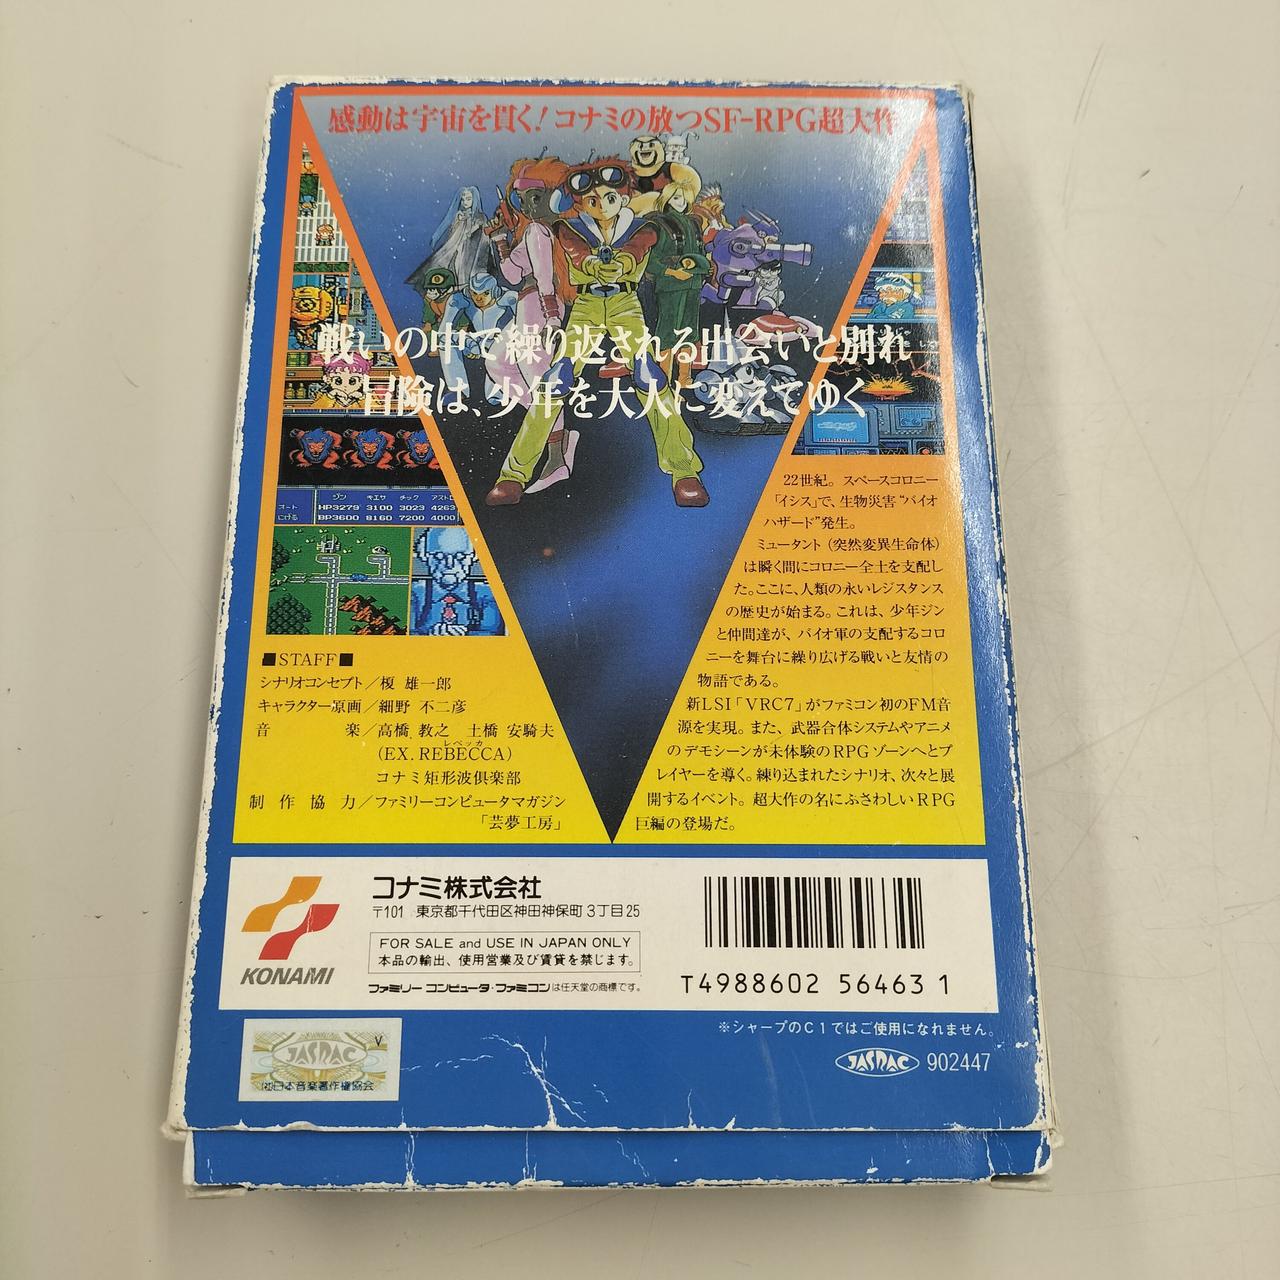 感動は宇宙を貫く!コナミの放つSF-RPG超大作
戦いの中で繰り返される出会いと別れ
冒険は、少年を大人に変えてゆく
ジン キエサ チック アストロ
オート HP3279 3100 3023 4263
にげる BP3600 8160 7200 4000
22世紀。スペースコロニー
「イシス」で、生物災害“バイオ
ハザード”発生。
ミュータント(突然変異生命体)
は瞬く間にコロニー全土を支配し
た。ここに、人類の永いレジスタンス
の歴史が始まる。これは、少年ジン
と仲間達が、バイオ軍の支配するコロ
ニーを舞台に繰り広げる戦いと友情の
物語である。
新LSI「VRC7」がファミコン初のFM音
源を実現。また、武器合体システムやアニメ
のデモシーンが未体験のRPGゾーンへとプ
レイヤーを導く。練り込まれたシナリオ、次々と展
開するイベント。超大作の名にふさわしいRPG
巨編の登場だ。
■STAFF■
シナリオコンセプト/榎 雄一郎
キャラクター原画/細野 不二彦
音 楽/高橋 教之 土橋 安騎夫
レベッカ
(EX. REBECCA)
コナミ矩形波倶楽部
制作協力/ファミリーコンピュータマガジン
「芸夢工房」
KONAMI
コナミ株式会社
〒101 東京都千代田区神田神保町3丁目25
FOR SALE and USE IN JAPAN ONLY
本品の輸出、使用営業及び賃貸を禁じます。
ファミリーコンピュータ・ファミコンは任天堂の商標です。
T4988602 56463 1
※シャープのC1ではご使用になれません。
JASRAC 902447
JASRAC V
(社)日本音楽著作権協会